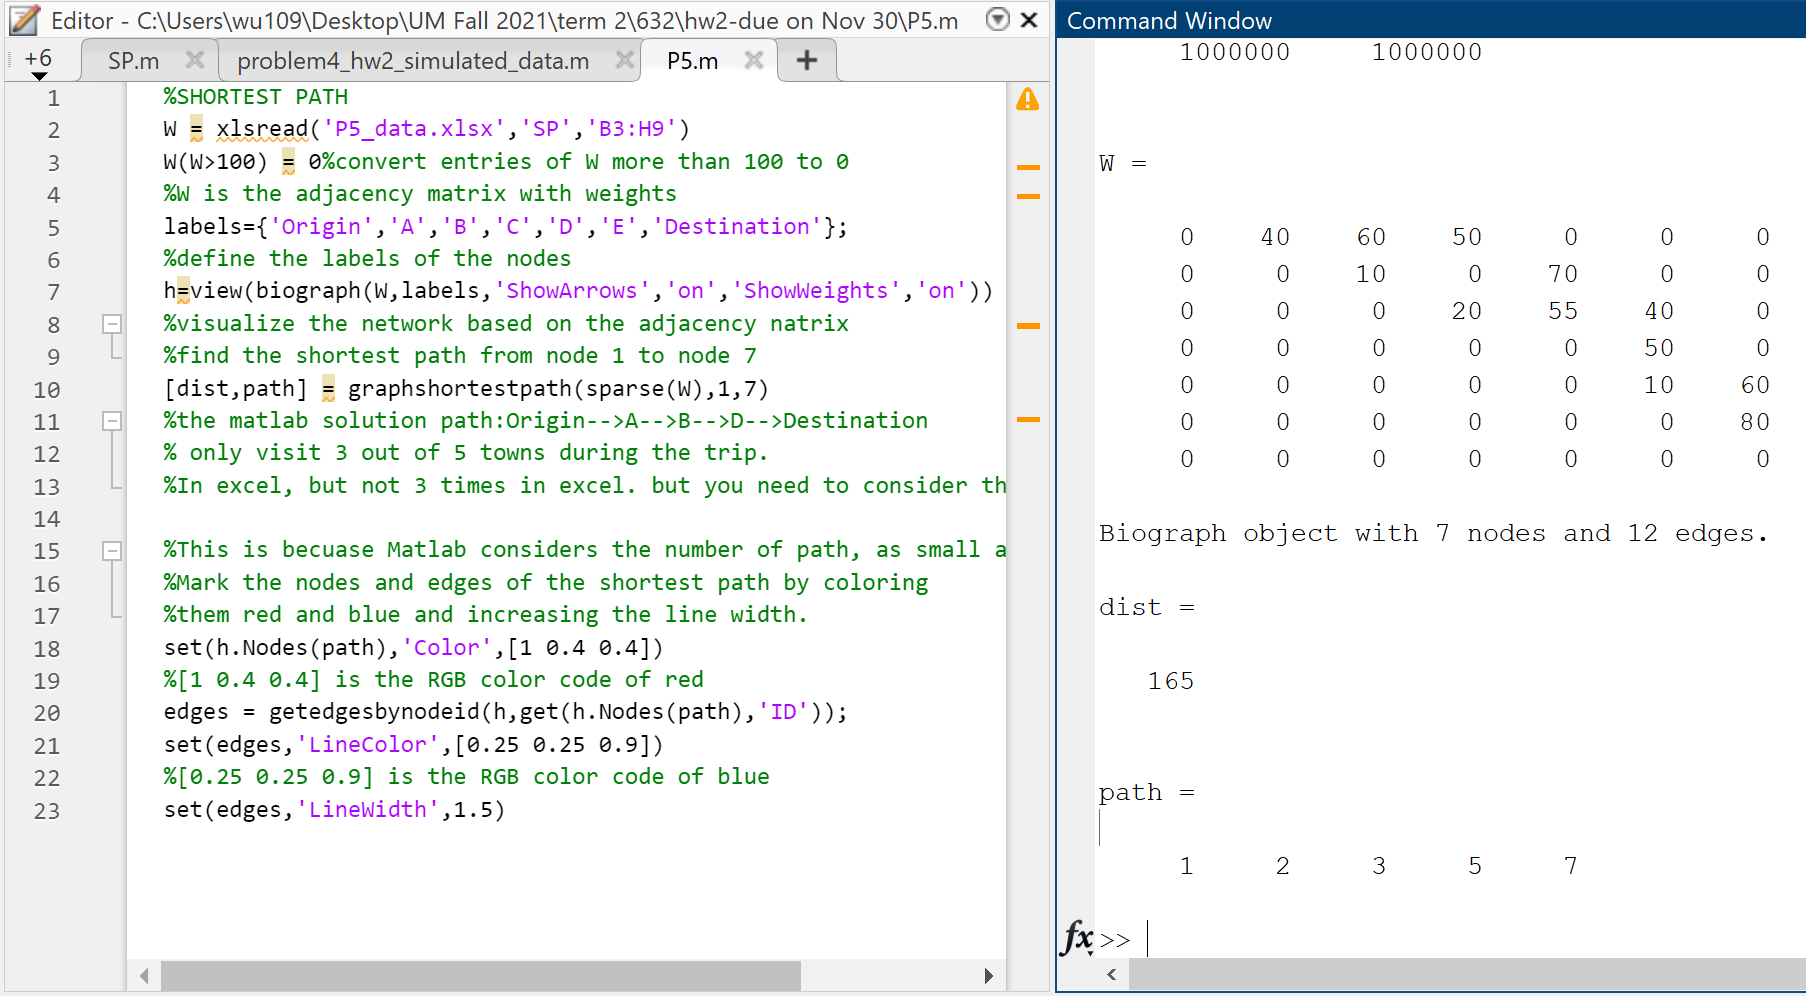 Editor - C:\Users\wu109\Desktop\UM Fall 2021\term 2\632\hw2-due on Nov 30\P5.m
+6 SP.m problem4_hw2_simulated_data.m P5.m +
1 %SHORTEST PATH
2 W = xlsread('P5_data.xlsx','SP','B3:H9')
3 W(W>100) = 0%convert entries of W more than 100 to 0
4 %W is the adjacency matrix with weights
5 labels={'Origin','A','B','C','D','E','Destination'};
6 %define the labels of the nodes
7 h=view(biograph(W,labels,'ShowArrows','on','ShowWeights','on'))
8 %visualize the network based on the adjacency natrix
9 %find the shortest path from node 1 to node 7
10 [dist,path] = graphshortestpath(sparse(W),1,7)
11 %the matlab solution path:Origin-->A-->B-->D-->Destination
12 % only visit 3 out of 5 towns during the trip.
13 %In excel, but not 3 times in excel. but you need to consider th
14
15 %This is becuase Matlab considers the number of path, as small a
16 %Mark the nodes and edges of the shortest path by coloring
17 %them red and blue and increasing the line width.
18 set(h.Nodes(path),'Color',[1 0.4 0.4])
19 %[1 0.4 0.4] is the RGB color code of red
20 edges = getedgesbynodeid(h,get(h.Nodes(path),'ID'));
21 set(edges,'LineColor',[0.25 0.25 0.9])
22 %[0.25 0.25 0.9] is the RGB color code of blue
23 set(edges,'LineWidth',1.5)
Command Window
1000000 1000000
W =
0 40 60 50 0 0 0
0 0 10 0 70 0 0
0 0 0 20 55 40 0
0 0 0 0 0 50 0
0 0 0 0 0 10 60
0 0 0 0 0 0 80
0 0 0 0 0 0 0
Biograph object with 7 nodes and 12 edges.
dist =
165
path =
1 2 3 5 7
fx >>